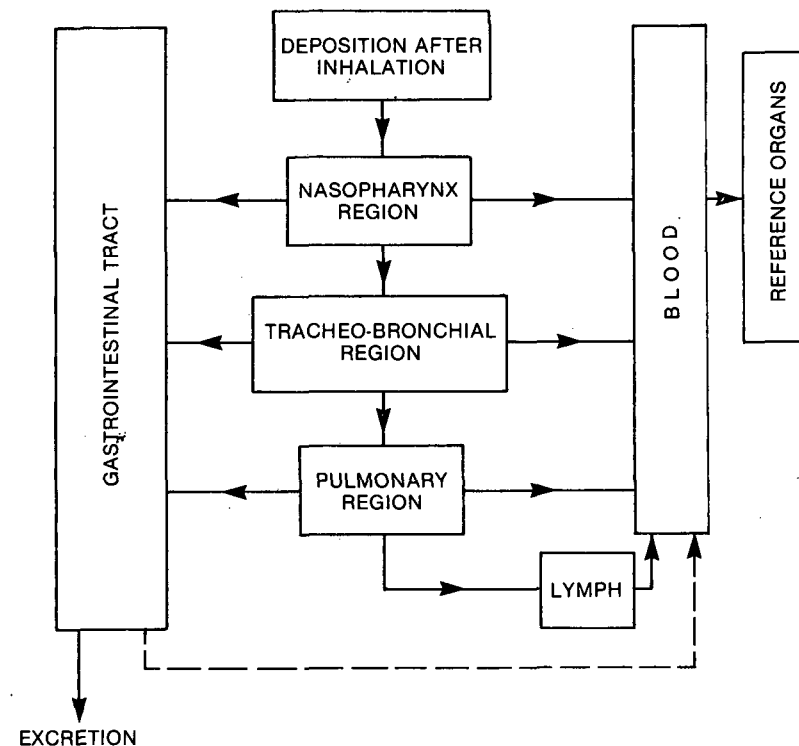 DEPOSITION AFTER
INHALATION
NASOPHARYNX
REGION
TRACHEO-BRONCHIAL
REGION
PULMONARY
REGION
LYMPH
GASTROINTESTINAL TRACT
BLOOD
REFERENCE ORGANS
EXCRETION